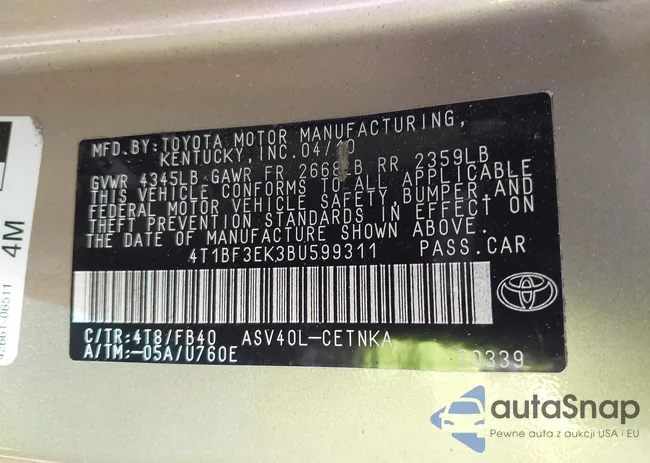 MFD. BY: TOYOTA MOTOR MANUFACTURING,
KENTUCKY, INC. 04/10
GVWR 4345LB GAWR FR 2668LB RR 2359LB
THIS VEHICLE CONFORMS TO ALL APPLICABLE
FEDERAL MOTOR VEHICLE SAFETY, BUMPER, AND
THEFT PREVENTION STANDARDS IN EFFECT ON
THE DATE OF MANUFACTURE SHOWN ABOVE.
4T1BF3EK3BU599311 PASS. CAR
C/TR: 4T8/FB40 ASV40L-CETNKA
A/TM: -05A/U760E
4M
42661-06511
autaSnap
Pewne auta z aukcji USA i EU